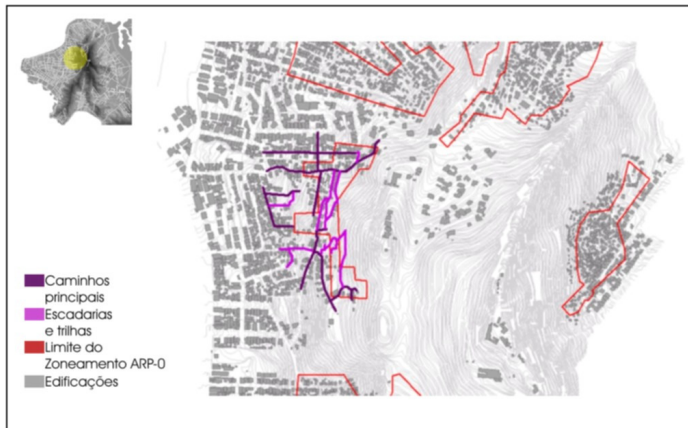 Caminhos
principais
Escadarias
e trilhas
Limite do
Zoneamento ARP-0
Edificações